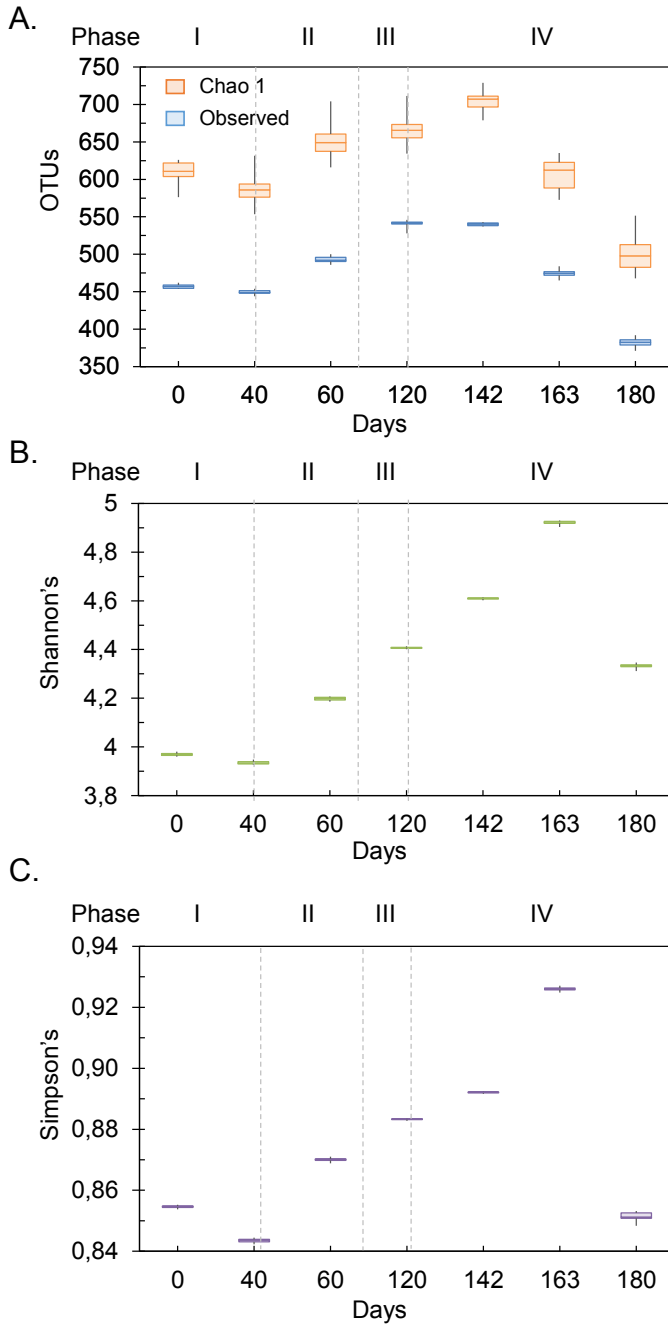 A.
Phase I II III IV
750
700
650
600
550
500
450
400
350
OTUs
Chao 1
Observed
0 40 60 120 142 163 180
Days
B.
Phase I II III IV
5
4,8
4,6
4,4
4,2
4
3,8
Shannon's
0 40 60 120 142 163 180
Days
C.
Phase I II III IV
0,94
0,92
0,90
0,88
0,86
0,84
Simpson's
0 40 60 120 142 163 180
Days